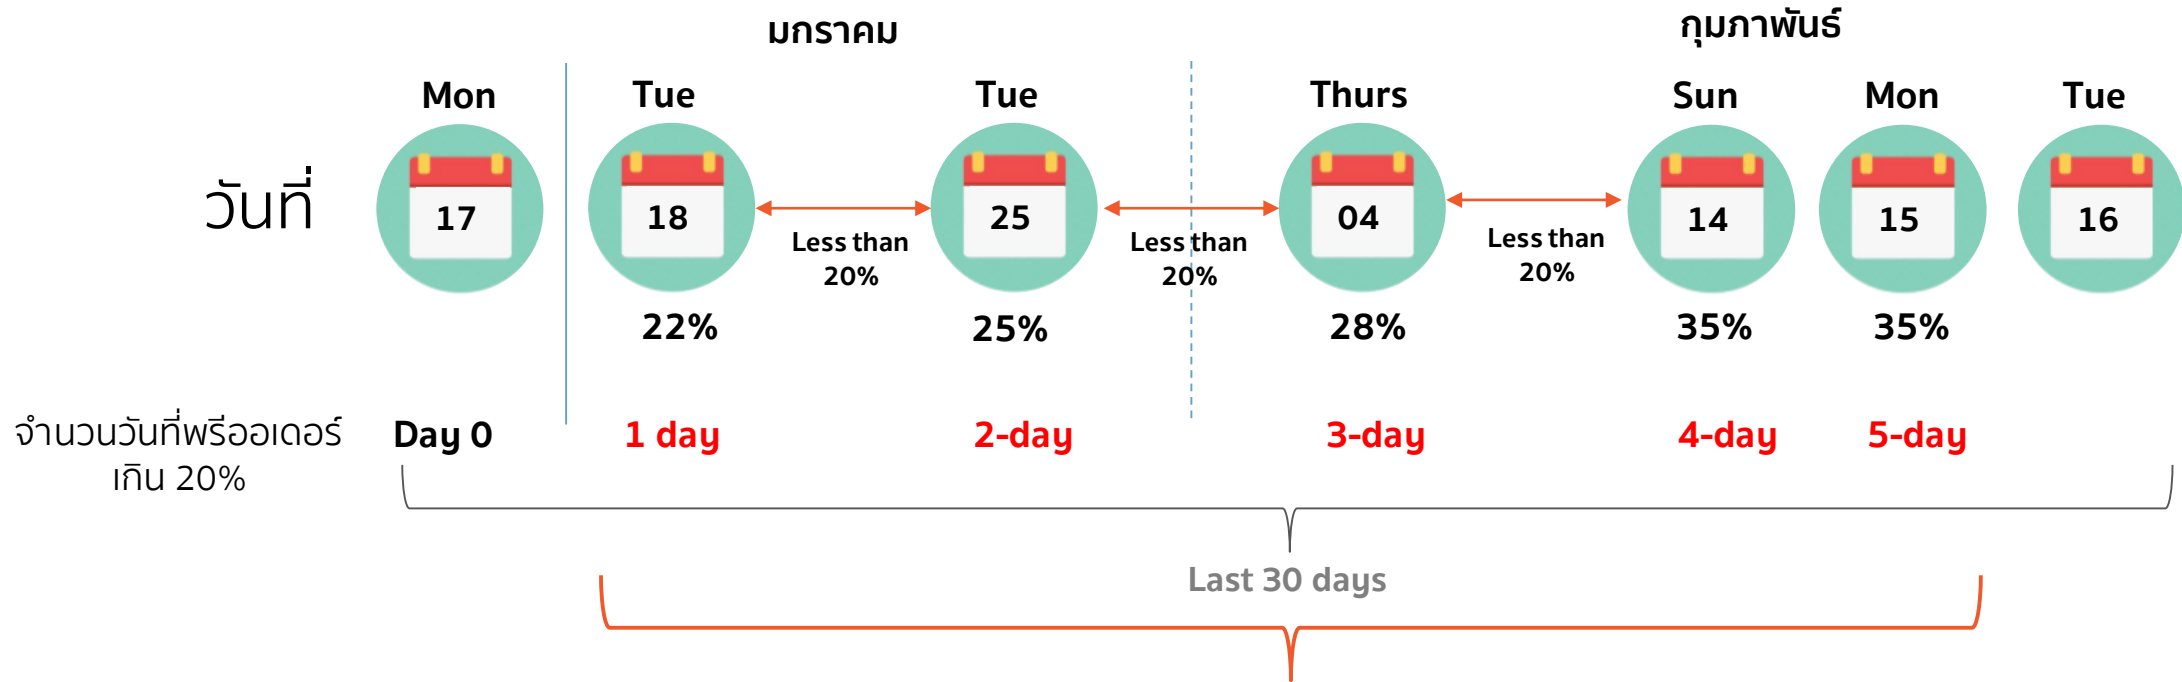 มกราคม
กุมภาพันธ์
Mon
Tue
Tue
Thurs
Sun
Mon
Tue
วันที่
17
18
25
04
14
15
16
Less than
20%
Less than
20%
Less than
20%
22%
25%
28%
35%
35%
จำนวนวันที่พรีออเดอร์
เกิน 20%
Day 0
1 day
2-day
3-day
4-day
5-day
Last 30 days